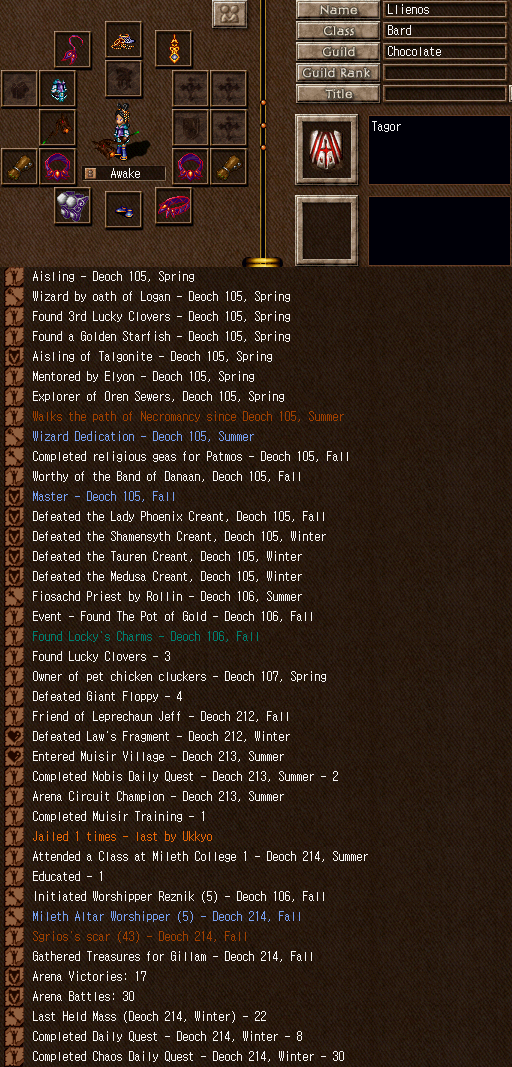 Name Llienos
Class Bard
Guild Chocolate
Guild Rank
Title
Tagor
Awake
Aisling - Deoch 105, Spring
Wizard by oath of Logan - Deoch 105, Spring
Found 3rd Lucky Clovers - Deoch 105, Spring
Found a Golden Starfish - Deoch 105, Spring
Aisling of Talgonite - Deoch 105, Spring
Mentored by Elyon - Deoch 105, Spring
Explorer of Oren Sewers, Deoch 105, Spring
Walks the path of Necromancy since Deoch 105, Summer
Wizard Dedication - Deoch 105, Summer
Completed religious geas for Patmos - Deoch 105, Fall
Worthy of the Band of Danaan, Deoch 105, Fall
Master - Deoch 105, Fall
Defeated the Lady Phoenix Creant, Deoch 105, Fall
Defeated the Shamensyth Creant, Deoch 105, Winter
Defeated the Tauren Creant, Deoch 105, Winter
Defeated the Medusa Creant, Deoch 105, Winter
Fiosachd Priest by Rollin - Deoch 106, Summer
Event - Found The Pot of Gold - Deoch 106, Fall
Found Locky's Charms - Deoch 106, Fall
Found Lucky Clovers - 3
Owner of pet chicken cluckers - Deoch 107, Spring
Defeated Giant Floppy - 4
Friend of Leprechaun Jeff - Deoch 212, Fall
Defeated Law's Fragment - Deoch 212, Winter
Entered Muisir Village - Deoch 213, Summer
Completed Nobis Daily Quest - Deoch 213, Summer - 2
Arena Circuit Champion - Deoch 213, Summer
Completed Muisir Training - 1
Jailed 1 times - last by Ukkyo
Attended a Class at Mileth College 1 - Deoch 214, Summer
Educated - 1
Initiated Worshipper Reznik (5) - Deoch 106, Fall
Mileth Altar Worshipper (5) - Deoch 214, Fall
Sgrios's scar (43) - Deoch 214, Fall
Gathered Treasures for Gillam - Deoch 214, Fall
Arena Victories: 17
Arena Battles: 30
Last Held Mass (Deoch 214, Winter) - 22
Completed Daily Quest - Deoch 214, Winter - 8
Completed Chaos Daily Quest - Deoch 214, Winter - 30